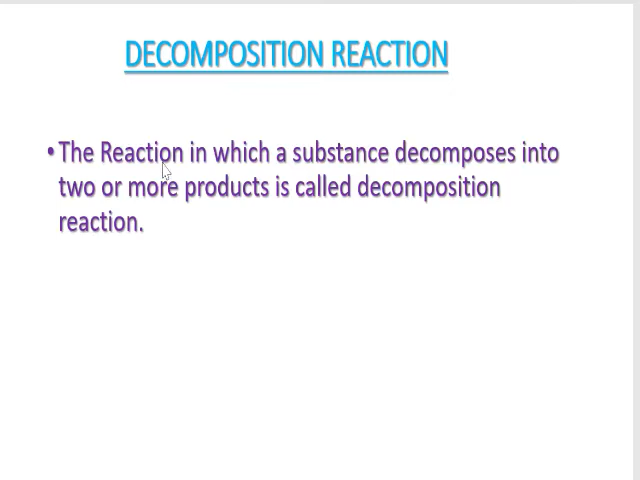 DECOMPOSITION REACTION
•The Reaction in which a substance decomposes into
two or more products is called decomposition
reaction.